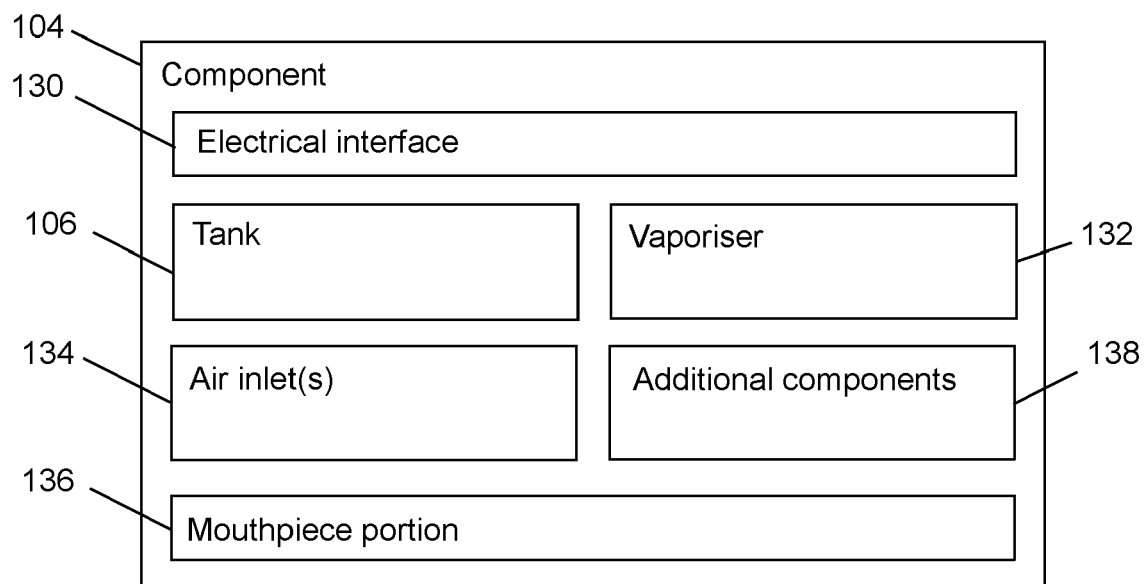 104
Component
130
Electrical interface
106
Tank
Vaporiser
132
134
Air inlet(s)
Additional components
138
136
Mouthpiece portion